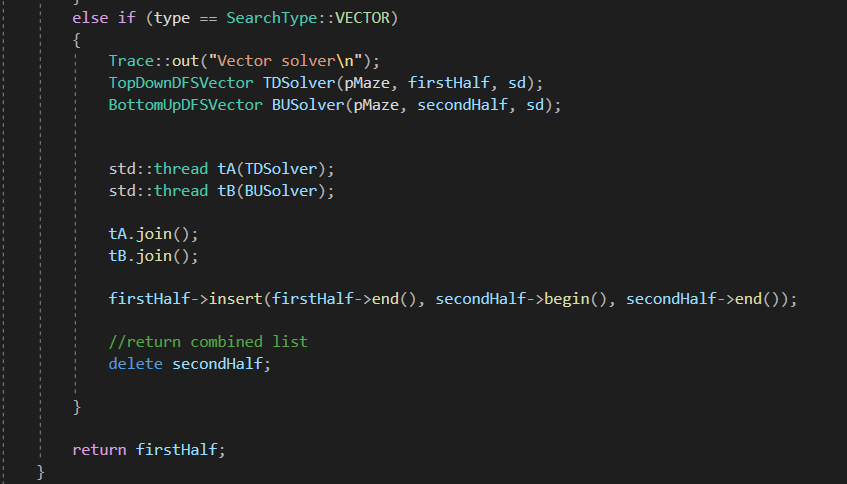 }
else if (type == SearchType::VECTOR)
{
Trace::out("Vector solver\n");
TopDownDFSVector TDSolver(pMaze, firstHalf, sd);
BottomUpDFSVector BUSolver(pMaze, secondHalf, sd);
std::thread tA(TDSolver);
std::thread tB(BUSolver);
tA.join();
tB.join();
firstHalf->insert(firstHalf->end(), secondHalf->begin(), secondHalf->end());
//return combined list
delete secondHalf;
}
return firstHalf;
}